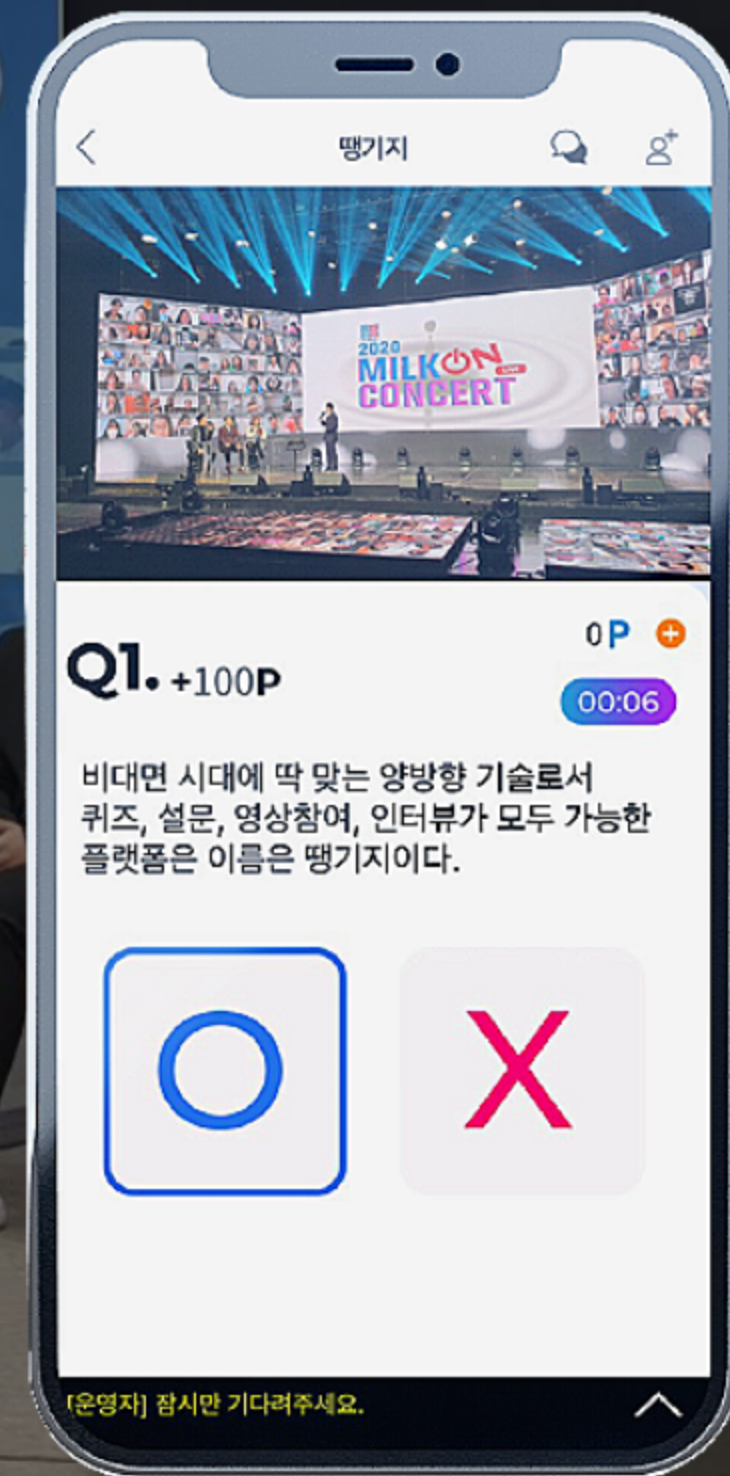 땡기지
2020
MILKON
LIVE
CONCERT
0P
Q1. +100P
00:06
비대면 시대에 딱 맞는 양방향 기술로서
퀴즈, 설문, 영상참여, 인터뷰가 모두 가능한
플랫폼은 이름은 땡기지이다.
O X
[운영자] 잠시만 기다려주세요.